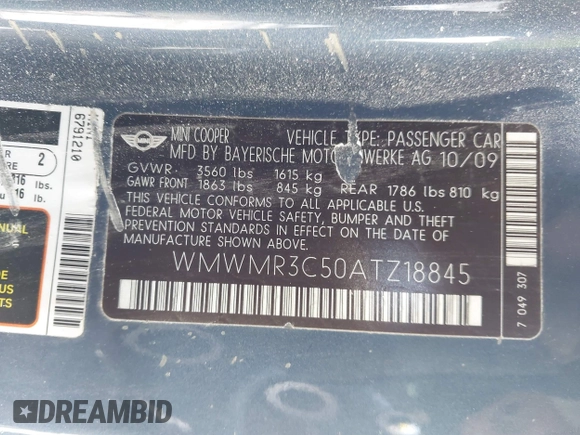 MINI COOPER
VEHICLE TYPE: PASSENGER CAR
MFD BY BAYERISCHE MOTO WERKE AG 10/09
GVWR 3560 lbs 1615 kg
GAWR FRONT 1863 lbs 845 kg REAR 1786 lbs 810 kg
THIS VEHICLE CONFORMS TO ALL APPLICABLE U.S.
FEDERAL MOTOR VEHICLE SAFETY, BUMPER AND THEFT
PREVENTION STANDARDS IN EFFECT ON THE DATE OF
MANUFACTURE SHOWN ABOVE.
WMWMR3C50ATZ18845
7 049 307
6791210
2
lbs.
lb.
DREAMBID